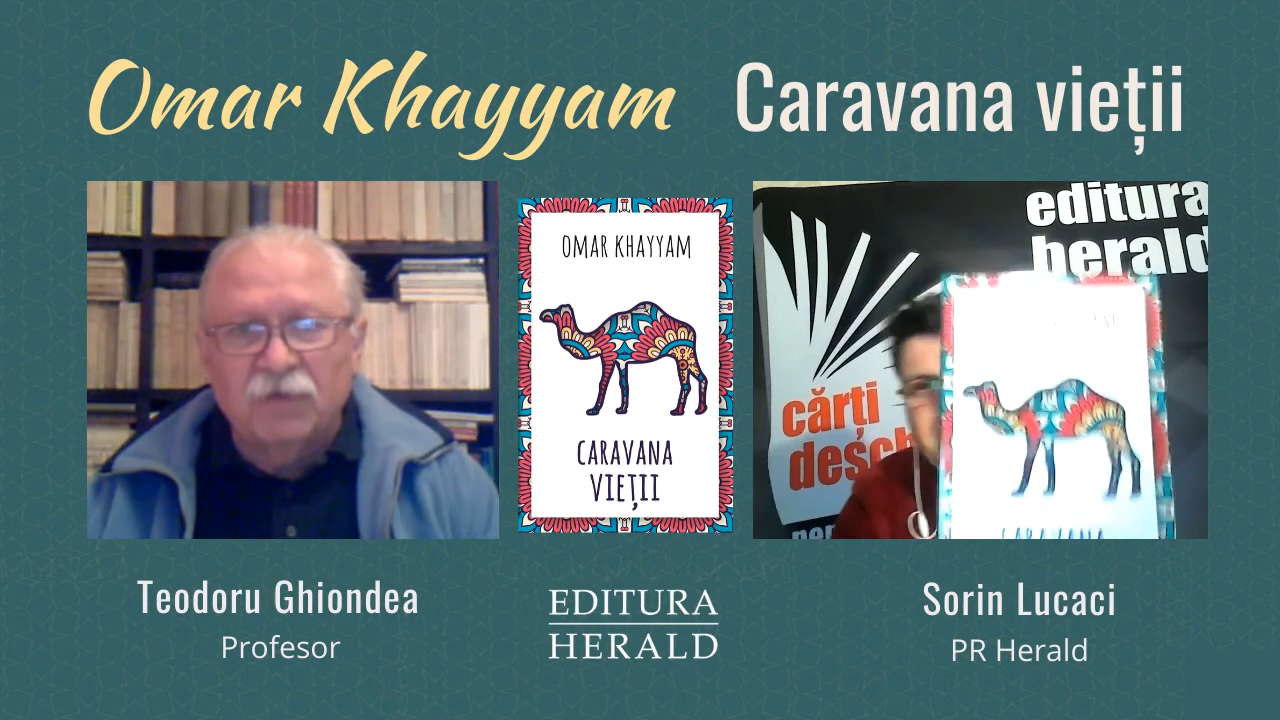 Omar Khayyam Caravana vieții
OMAR KHAYYAM
CARAVANA
VIEȚII
editura
herald
cărți
CARAVANA
Teodoru Ghiondea
Profesor
EDITURA
HERALD
Sorin Lucaci
PR Herald